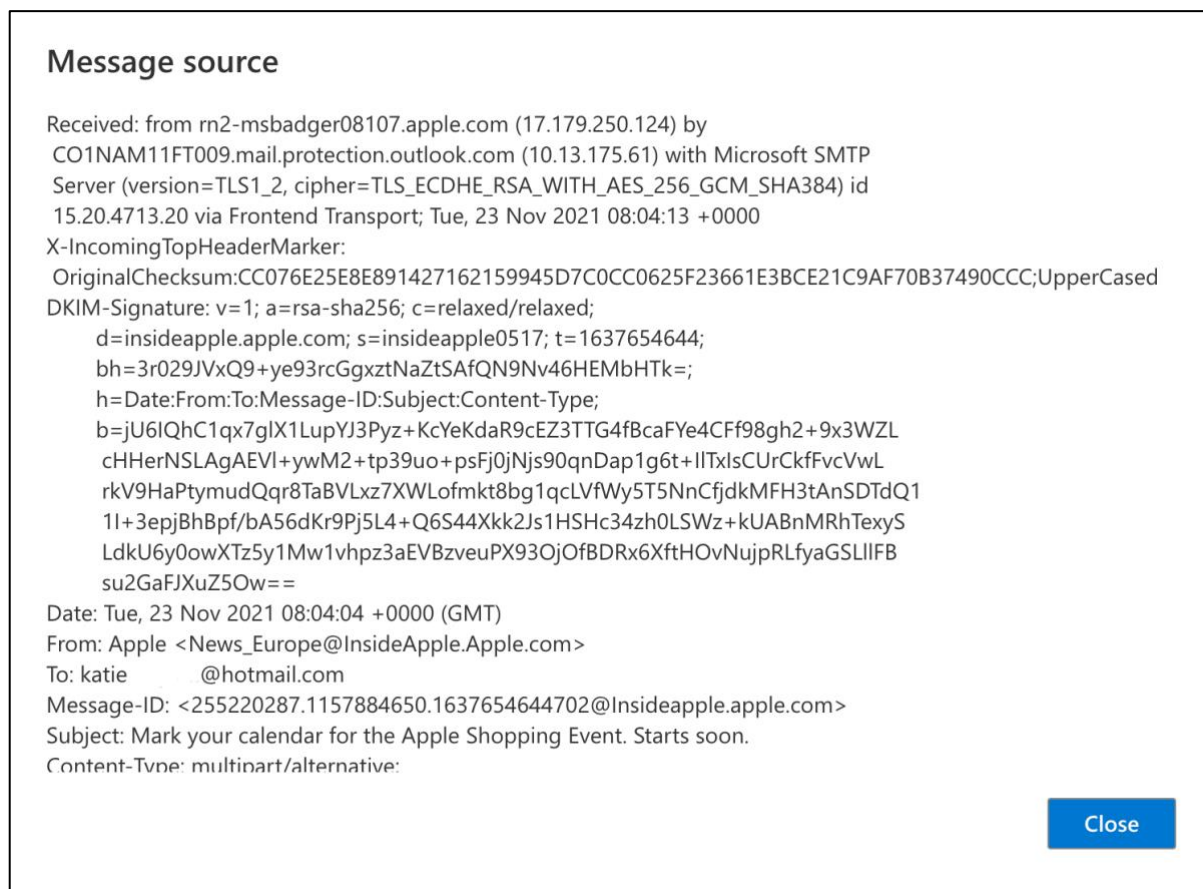 Message source
Received: from rn2-msbadger08107.apple.com (17.179.250.124) by
CO1NAM11FT009.mail.protection.outlook.com (10.13.175.61) with Microsoft SMTP
Server (version=TLS1_2, cipher=TLS_ECDHE_RSA_WITH_AES_256_GCM_SHA384) id
15.20.4713.20 via Frontend Transport; Tue, 23 Nov 2021 08:04:13 +0000
X-IncomingTopHeaderMarker:
OriginalChecksum:CC076E25E8E891427162159945D7C0CC0625F23661E3BCE21C9AF70B37490CCC;UpperCased
DKIM-Signature: v=1; a=rsa-sha256; c=relaxed/relaxed;
d=insideapple.apple.com; s=insideapple0517; t=1637654644;
bh=3r029JVxQ9+ye93rcGgxztNaZtSAfQN9Nv46HEMbHTk=;
h=Date:From:To:Message-ID:Subject:Content-Type;
b=jU6IQhC1qx7glX1LupYJ3Pyz+KcYeKdaR9cEZ3TTG4fBcaFYe4CFf98gh2+9x3WZL
cHHerNSLAgAEVl+ywM2+tp39uo+psFj0jNjs90qnDap1g6t+IlTxIsCUrCkfFvcVwL
rkV9HaPtymudQqr8TaBVLxz7XWLofmkt8bg1qcLVfWy5T5NnCfjdkMFH3tAnSDTdQ1
1I+3epjBhBpf/bA56dKr9Pj5L4+Q6S44Xkk2Js1HSHc34zh0LSWz+kUABnMRhTexyS
LdkU6y0owXTz5y1Mw1vhpz3aEVBzveuPX93OjOfBDRx6XftHOvNujpRLfyaGSLllFB
su2GaFJXuZ5Ow==
Date: Tue, 23 Nov 2021 08:04:04 +0000 (GMT)
From: Apple <News_Europe@InsideApple.Apple.com>
To: katie @hotmail.com
Message-ID: <255220287.1157884650.1637654644702@Insideapple.apple.com>
Subject: Mark your calendar for the Apple Shopping Event. Starts soon.
Content-Type: multipart/alternative;
Close